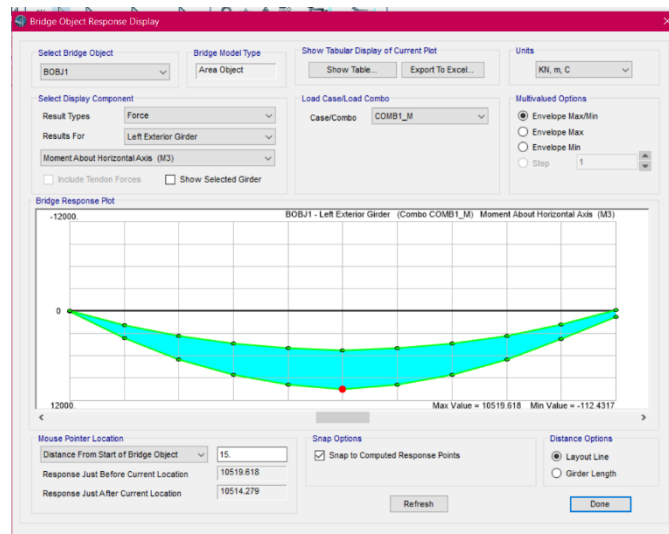 Bridge Object Response Display
Select Bridge Object
BOBJ1
Bridge Model Type
Area Object
Show Tabular Display of Current Plot
Show Table...
Export To Excel...
Units
KN, m, C
Select Display Component
Result Types
Force
Results For
Left Exterior Girder
Moment About Horizontal Axis (M3)
Include Tendon Forces
Show Selected Girder
Load Case/Load Combo
Case/Combo
COMB1_M
Multivalued Options
Envelope Max/Min
Envelope Max
Envelope Min
Step
1
Bridge Response Plot
-12000.
BOBJ1 - Left Exterior Girder (Combo COMB1_M) Moment About Horizontal Axis (M3)
0
12000.
Max Value = 10519.618 Min Value = -112.4317
Mouse Pointer Location
Distance From Start of Bridge Object
15.
Response Just Before Current Location
10519.618
Response Just After Current Location
10514.279
Snap Options
Snap to Computed Response Points
Refresh
Distance Options
Layout Line
Girder Length
Done